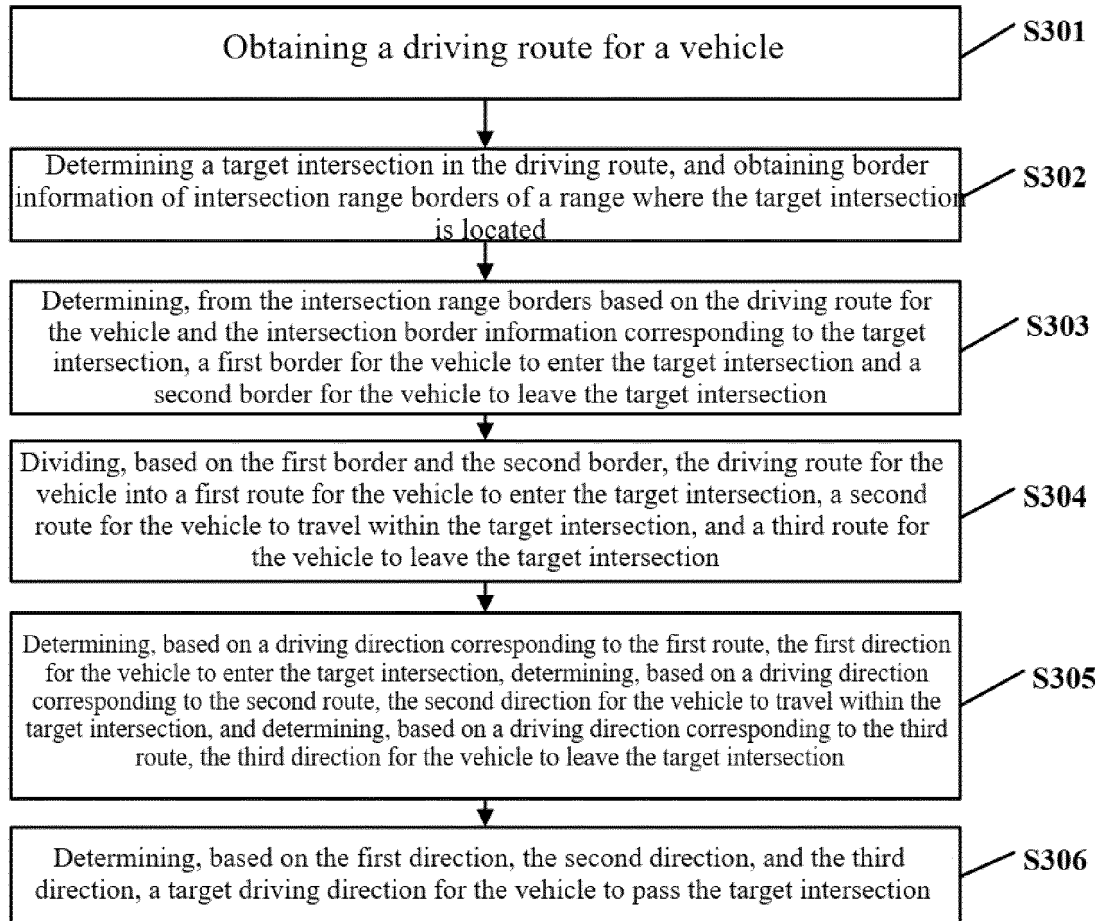 Obtaining a driving route for a vehicle
S301
Determining a target intersection in the driving route, and obtaining border
information of intersection range borders of a range where the target intersection
is located
S302
Determining, from the intersection range borders based on the driving route for
the vehicle and the intersection border information corresponding to the target
intersection, a first border for the vehicle to enter the target intersection and a
second border for the vehicle to leave the target intersection
S303
Dividing, based on the first border and the second border, the driving route for the
vehicle into a first route for the vehicle to enter the target intersection, a second
route for the vehicle to travel within the target intersection, and a third route for
the vehicle to leave the target intersection
S304
Determining, based on a driving direction corresponding to the first route, the first direction
for the vehicle to enter the target intersection, determining, based on a driving direction
corresponding to the second route, the second direction for the vehicle to travel within the
target intersection, and determining, based on a driving direction corresponding to the third
route, the third direction for the vehicle to leave the target intersection
S305
Determining, based on the first direction, the second direction, and the third
direction, a target driving direction for the vehicle to pass the target intersection
S306